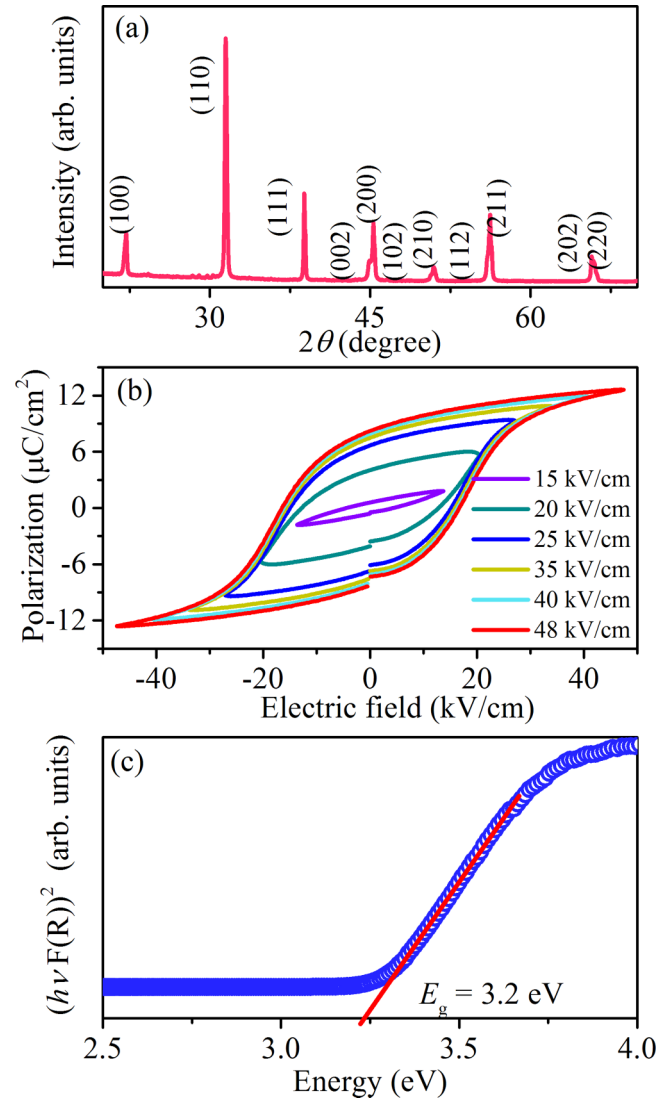 (a)
Intensity (arb. units)
(100)
(110)
(111)
(002)
(200)
(102)
(210)
(112)
(211)
(202)
(220)
30 45 60
2θ (degree)
(b)
Polarization (μC/cm²)
12
6
0
-6
-12
15 kV/cm
20 kV/cm
25 kV/cm
35 kV/cm
40 kV/cm
48 kV/cm
-40 -20 0 20 40
Electric field (kV/cm)
(c)
(hν F(R))² (arb. units)
Eg = 3.2 eV
2.5 3.0 3.5 4.0
Energy (eV)